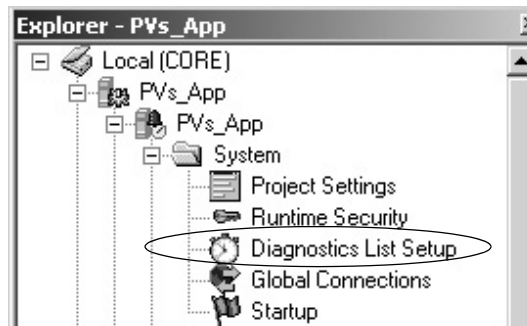 Explorer - PVs_App
Local (CORE)
PVs_App
PVs_App
System
Project Settings
Runtime Security
Diagnostics List Setup
Global Connections
Startup